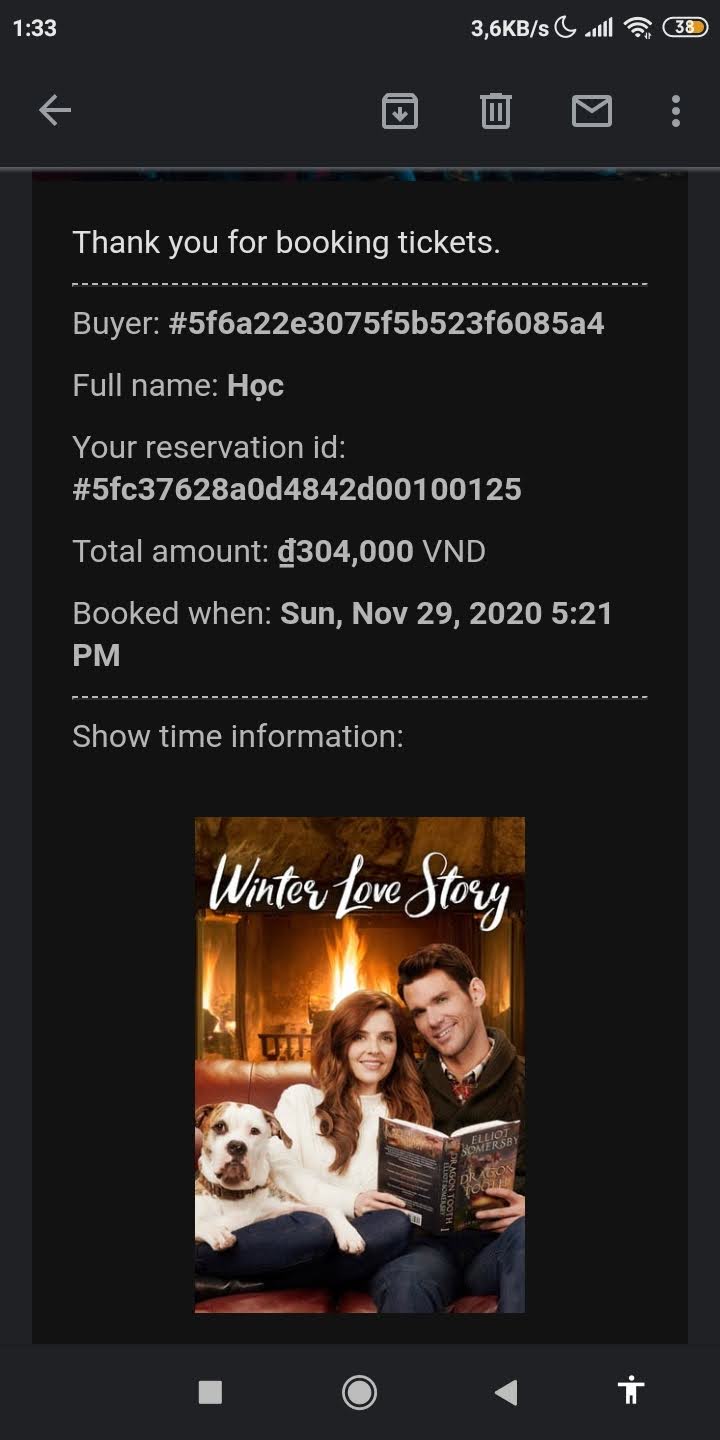 1:33
3,6KB/s
38
Thank you for booking tickets.
Buyer: #5f6a22e3075f5b523f6085a4
Full name: Học
Your reservation id:
#5fc37628a0d4842d00100125
Total amount: ₫304,000 VND
Booked when: Sun, Nov 29, 2020 5:21
PM
Show time information:
Winter Love Story
ELLIOT
SOMERSBY
DRAGON
TOOTH
DRAGON TOOTH
ELLIOT SOMERSBY